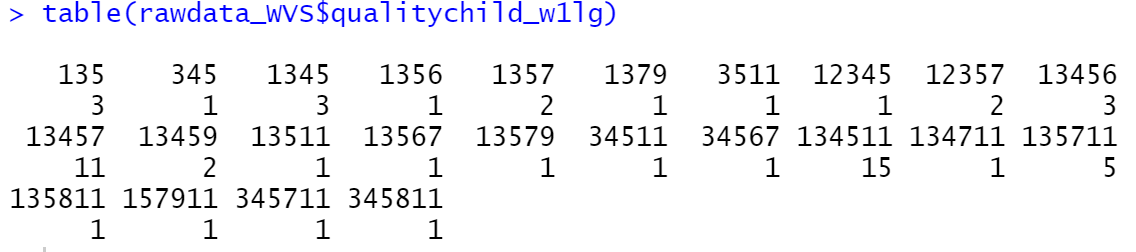 > table(rawdata_WVS$qualitychild_w1lg)
135 345 1345 1356 1357 1379 3511 12345 12357 13456
3 1 3 1 2 1 1 1 2 3
13457 13459 13511 13567 13579 34511 34567 134511 134711 135711
11 2 1 1 1 1 1 15 1 5
135811 157911 345711 345811
1 1 1 1